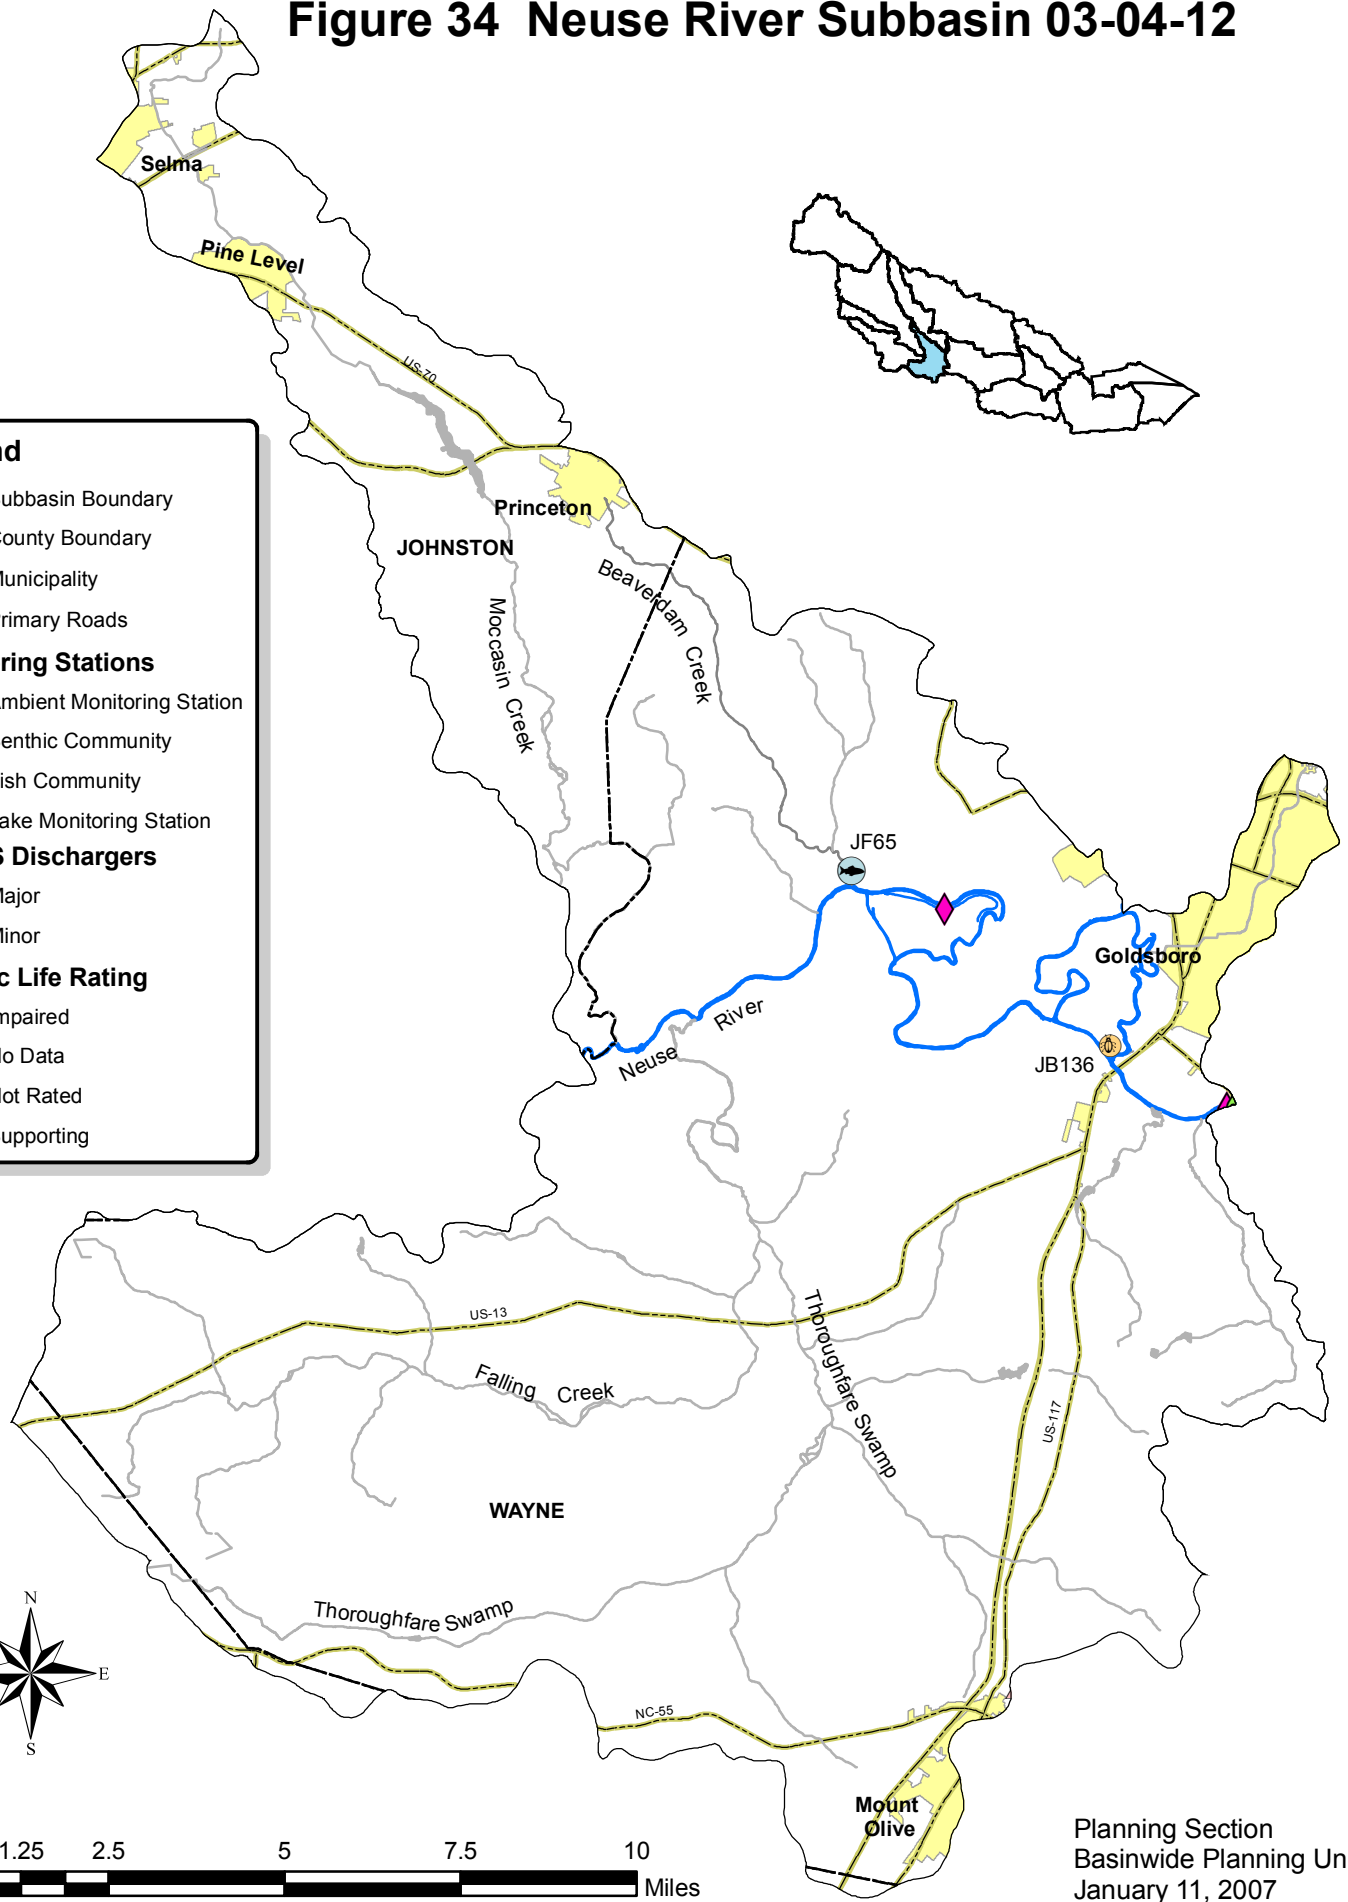 Figure 34 Neuse River Subbasin 03-04-12
Selma
Pine Level
US-70
nd
ubbasin Boundary
ounty Boundary
unicipality
rimary Roads
ring Stations
mbient Monitoring Station
enthic Community
ish Community
ake Monitoring Station
S Dischargers
Major
Minor
c Life Rating
mpaired
o Data
ot Rated
upporting
Princeton
JOHNSTON
Beaverdam Creek
Moccasin Creek
JF65
Goldsboro
Neuse River
JB136
US-13
Thoroughfare Swamp
Falling Creek
US-117
WAYNE
Thoroughfare Swamp
N
E
S
NC-55
Mount
Olive
1.25 2.5 5 7.5 10
Miles
Planning Section
Basinwide Planning Un
January 11, 2007